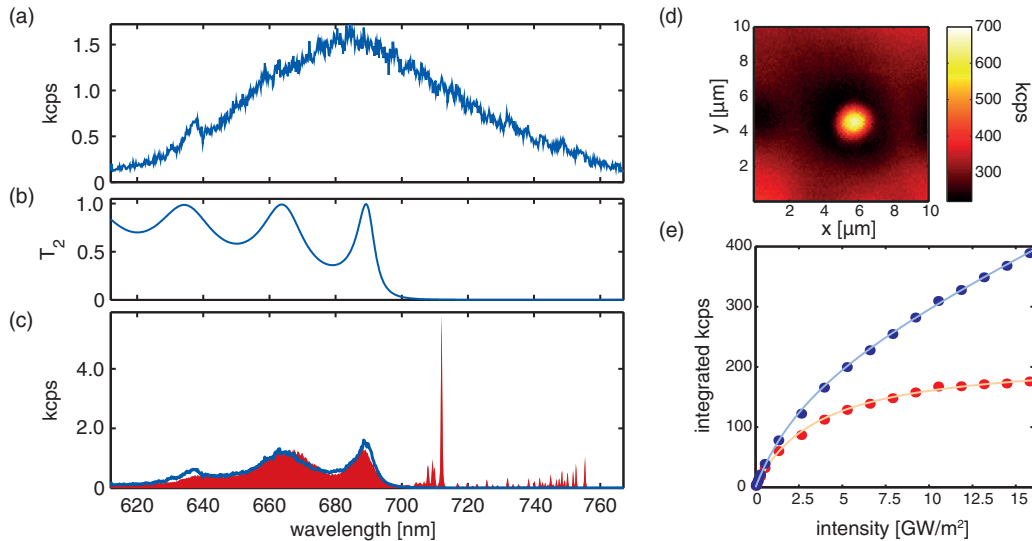 (a)
kcps
1.5
1.0
0.5
0
(b)
T2
1.0
0.5
0
(c)
kcps
4.0
2.0
0
620 640 660 680 700 720 740 760
wavelength [nm]
(d)
y [µm]
10
8
6
4
2
2 4 6 8 10
x [µm]
700
600
500
400
300
kcps
(e)
integrated kcps
400
300
200
100
0
0 2.5 5 7.5 10 12.5 15
intensity [GW/m²]